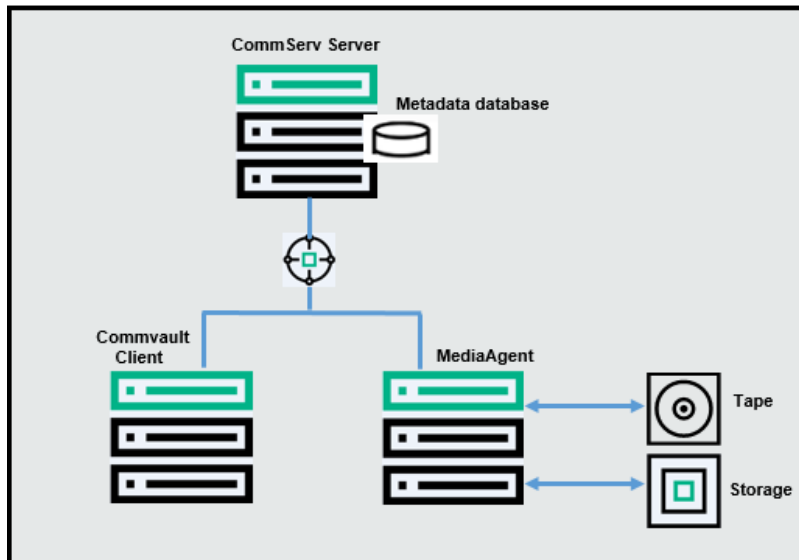 CommServ Server
Metadata database
Commvault
Client
MediaAgent
Tape
Storage